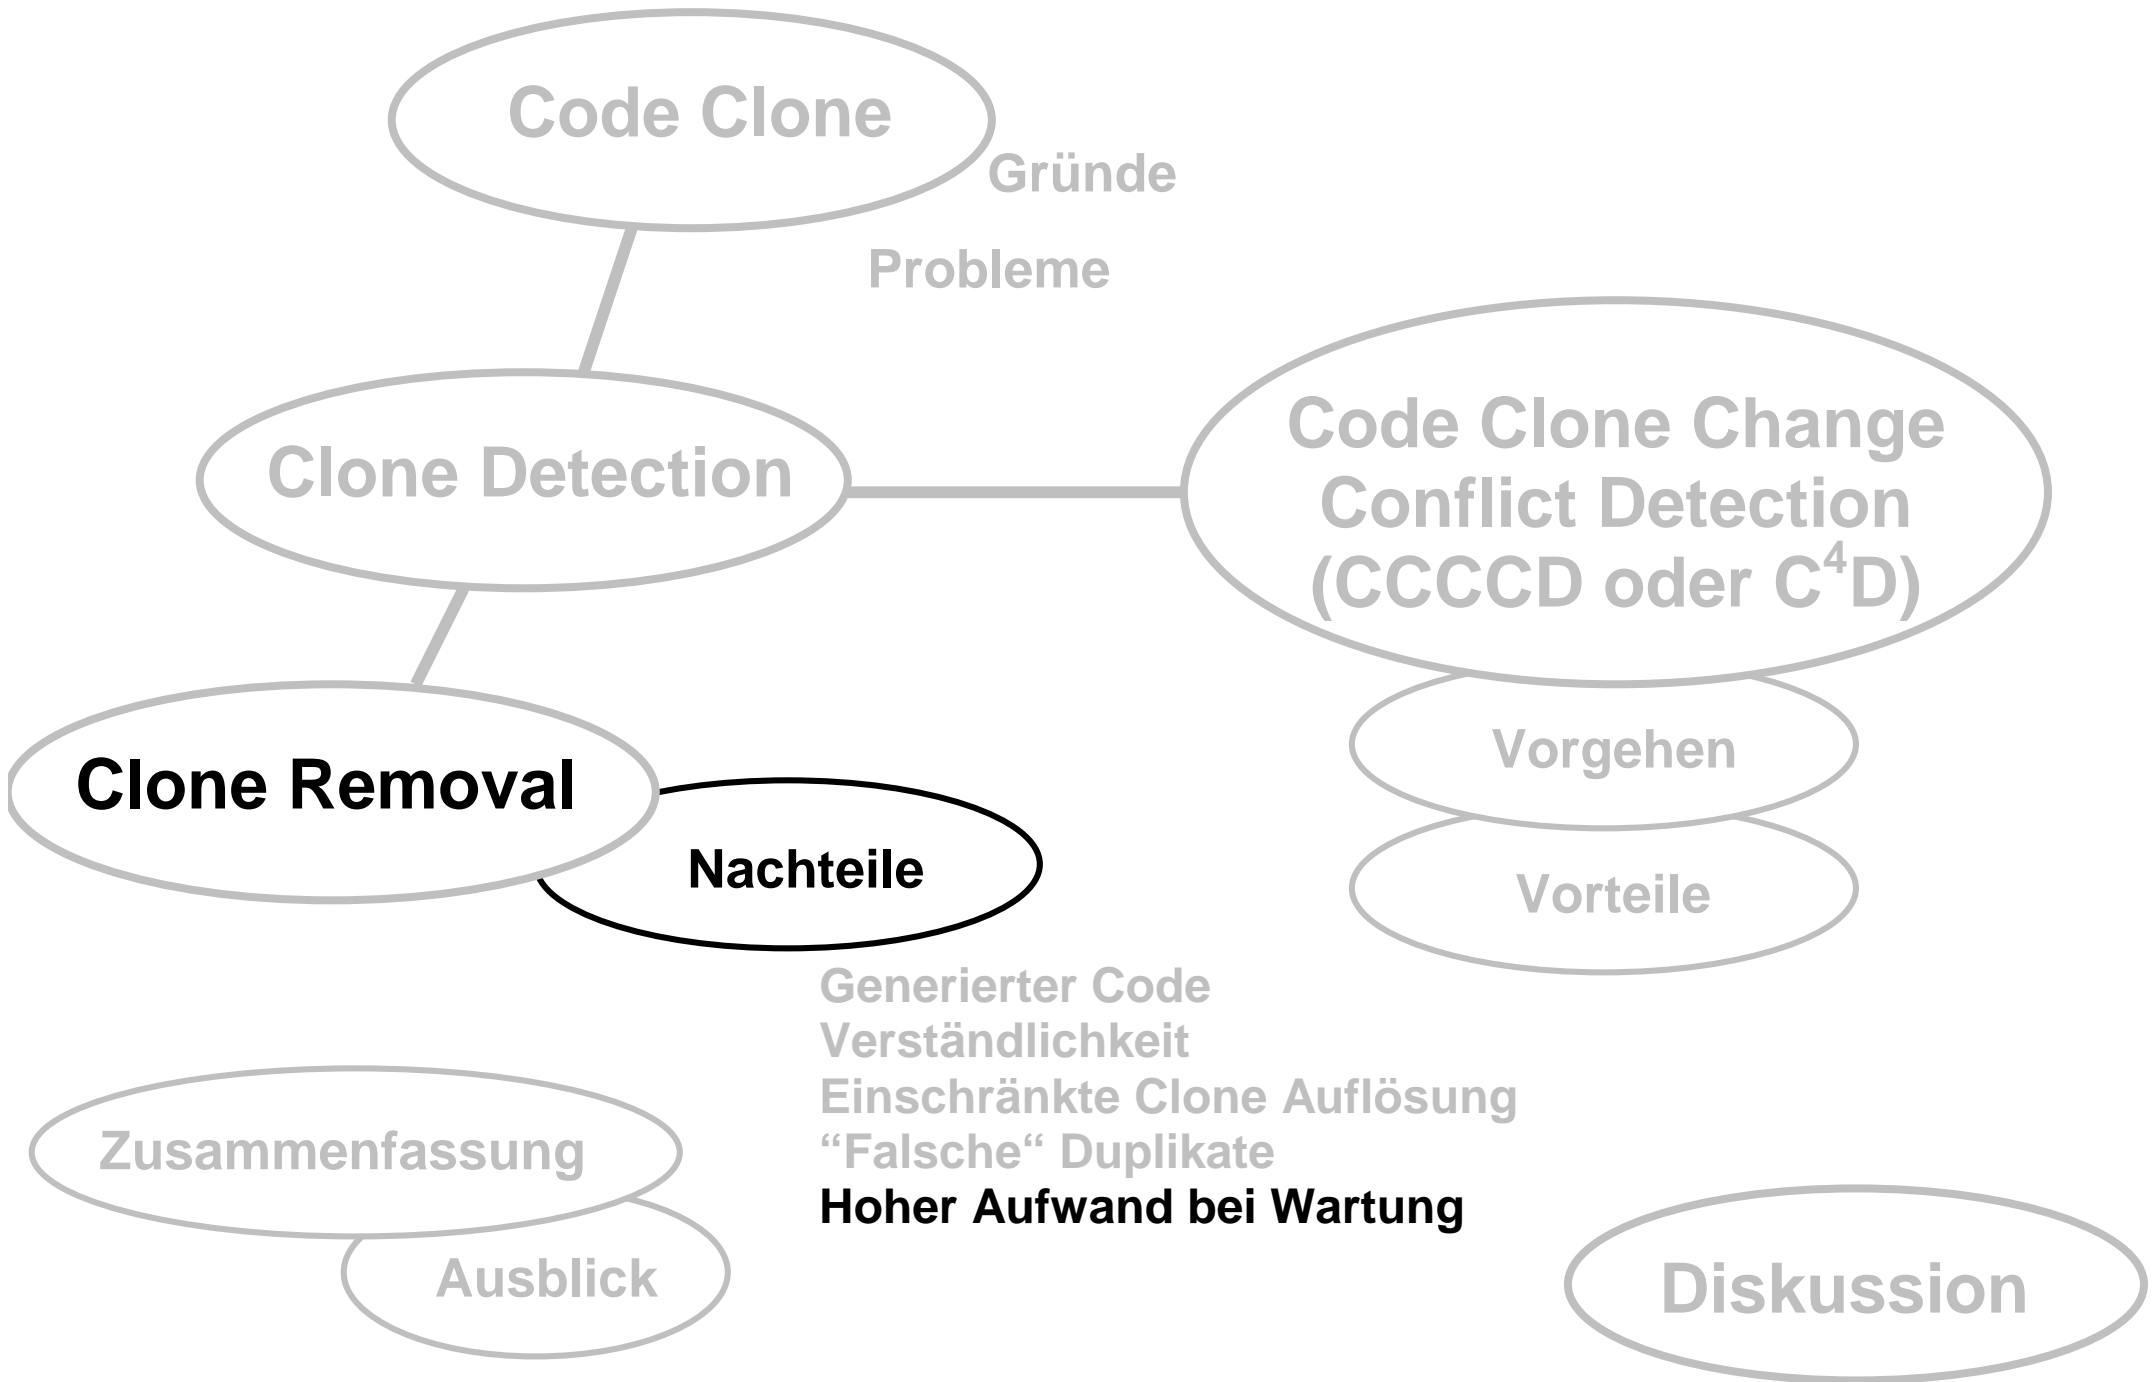 Code Clone
Gründe
Probleme
Clone Detection
Code Clone Change
Conflict Detection
(CCCCD oder C⁴D)
Clone Removal
Nachteile
Vorgehen
Vorteile
Generierter Code
Verständlichkeit
Einschränkte Clone Auflösung
“Falsche“ Duplikate
Hoher Aufwand bei Wartung
Zusammenfassung
Ausblick
Diskussion